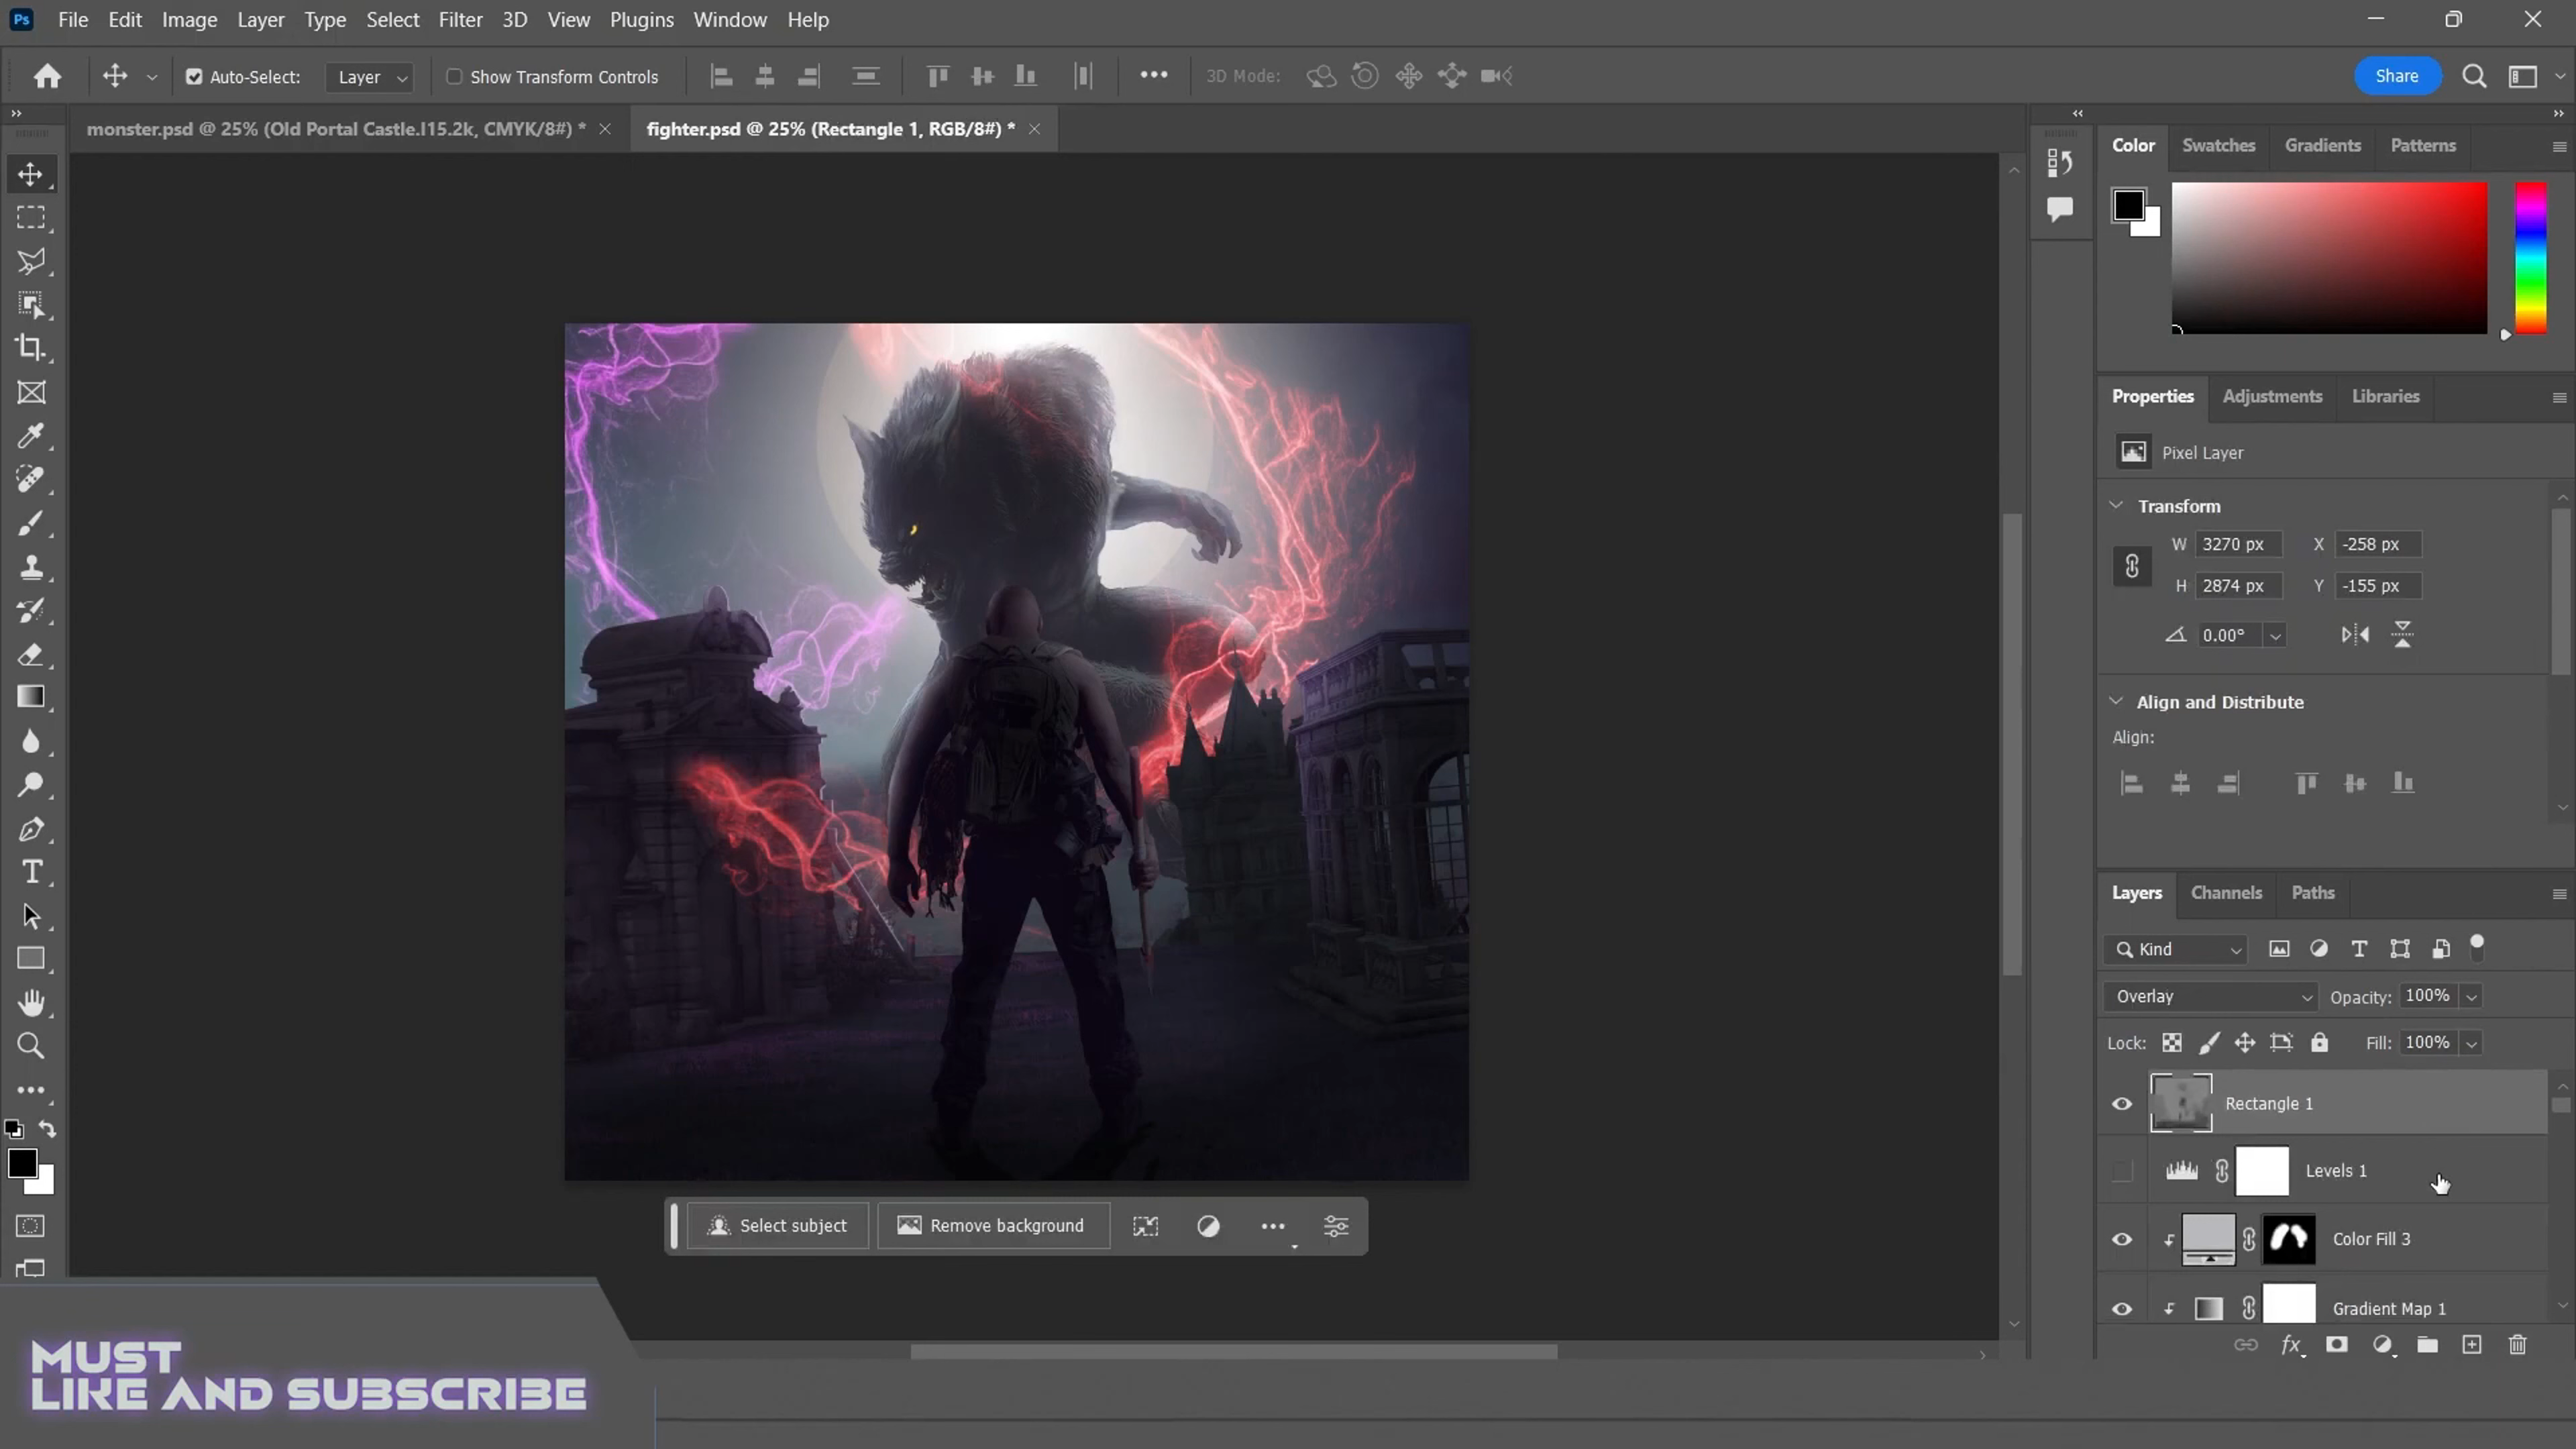 Ps File Edit Image Layer Type Select Filter 3D View Plugins Window Help
Auto-Select: Layer Show Transform Controls 3D Mode: Share
monster.psd @ 25% (Old Portal Castle.I15.2k, CMYK/8#) * fighter.psd @ 25% (Rectangle 1, RGB/8#) *
Color Swatches Gradients Patterns
Properties Adjustments Libraries
Pixel Layer
Transform
W 3270 px X -258 px
H 2874 px Y -155 px
0.00°
Align and Distribute
Align:
Layers Channels Paths
Kind
Overlay Opacity: 100%
Lock: Fill: 100%
Rectangle 1
Levels 1
Color Fill 3
Gradient Map 1
fx
Select subject Remove background
MUST
LIKE AND SUBSCRIBE